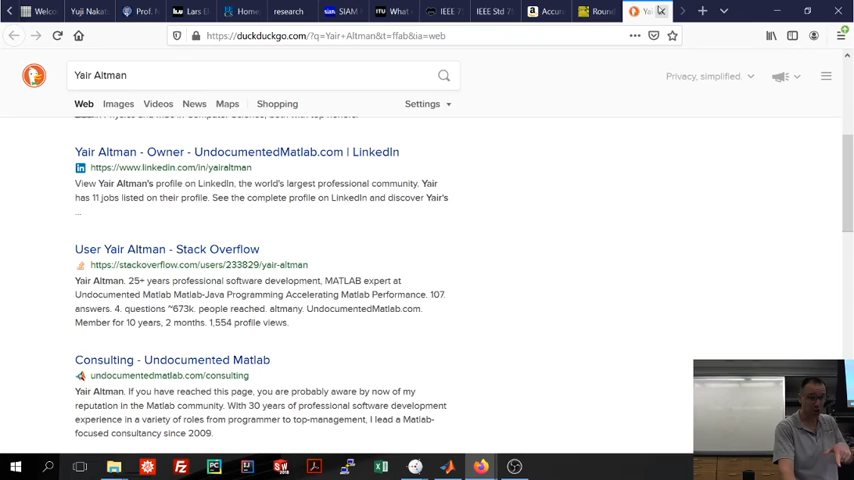 Welco
Yuji Nakat
Prof. H
Lars El
Home
research
SIAM
What
IEEE 7
IEEE Std 75
Accur
Round
Yai
https://duckduckgo.com/?q=Yair+Altman&t=ffab&ia=web
Yair Altman
Privacy, simplified.
Web Images Videos News Maps Shopping Settings
Yair Altman - Owner - UndocumentedMatlab.com | LinkedIn
https://www.linkedin.com/in/yairaltman
View Yair Altman's profile on LinkedIn, the world's largest professional community. Yair
has 11 jobs listed on their profile. See the complete profile on LinkedIn and discover Yair's
...
User Yair Altman - Stack Overflow
https://stackoverflow.com/users/233829/yair-altman
Yair Altman. 25+ years professional software development, MATLAB expert at
Undocumented Matlab Matlab-Java Programming Accelerating Matlab Performance. 107.
answers. 4. questions ~673k. people reached. altmany. UndocumentedMatlab.com.
Member for 10 years, 2 months. 1,554 profile views.
Consulting - Undocumented Matlab
undocumentedmatlab.com/consulting
Yair Altman. If you have reached this page, you are probably aware by now of my
reputation in the Matlab community. With 30 years of professional software development
experience in a variety of roles from programmer to top-management, I lead a Matlab-
focused consultancy since 2009.